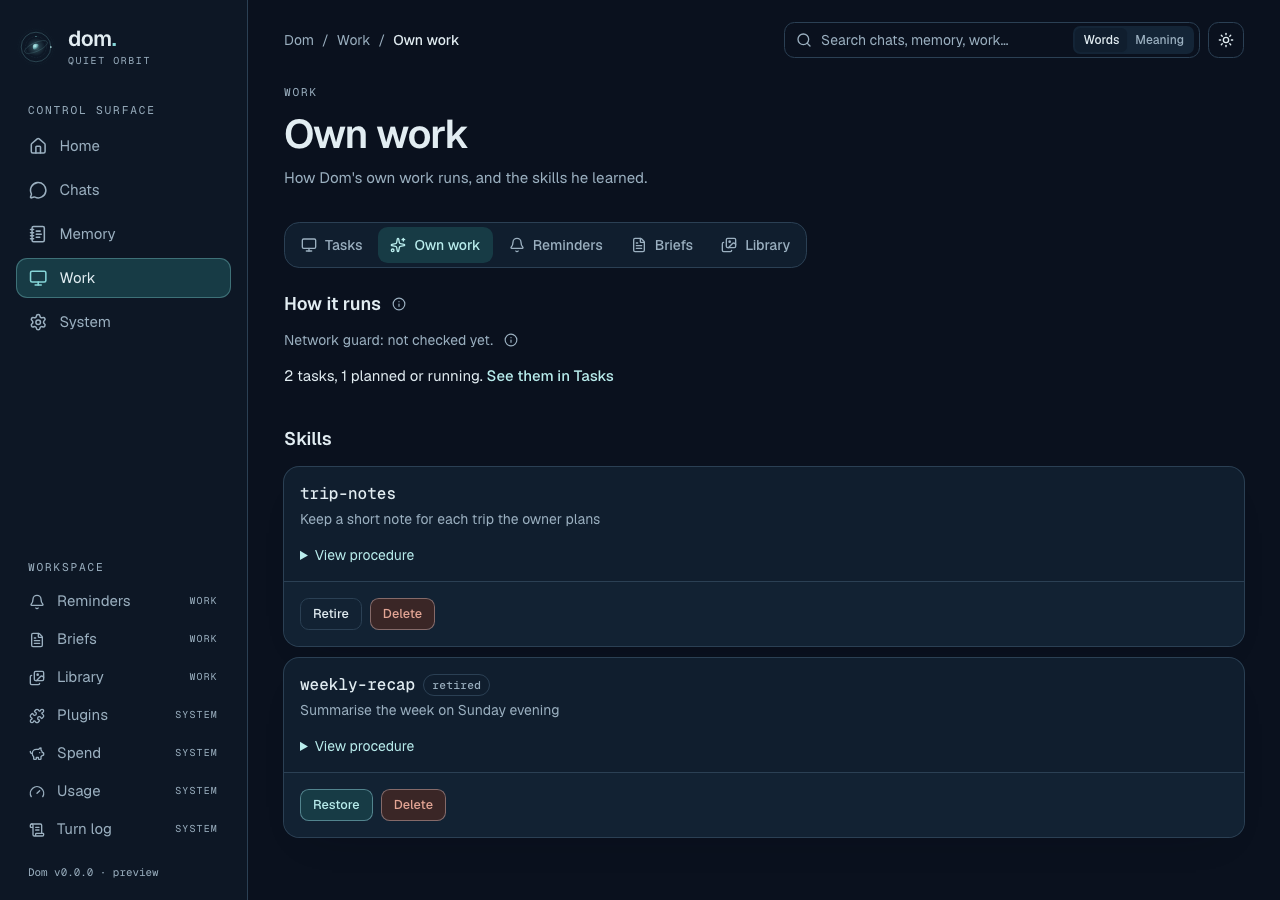 dom.
QUIET ORBIT
CONTROL SURFACE
Home
Chats
Memory
Work
System
WORKSPACE
Reminders WORK
Briefs WORK
Library WORK
Plugins SYSTEM
Spend SYSTEM
Usage SYSTEM
Turn log SYSTEM
Dom v0.0.0 · preview
Dom / Work / Own work
Search chats, memory, work…
Words Meaning
WORK
Own work
How Dom's own work runs, and the skills he learned.
Tasks Own work Reminders Briefs Library
How it runs
Network guard: not checked yet.
2 tasks, 1 planned or running. See them in Tasks
Skills
trip-notes
Keep a short note for each trip the owner plans
View procedure
Retire Delete
weekly-recap retired
Summarise the week on Sunday evening
View procedure
Restore Delete